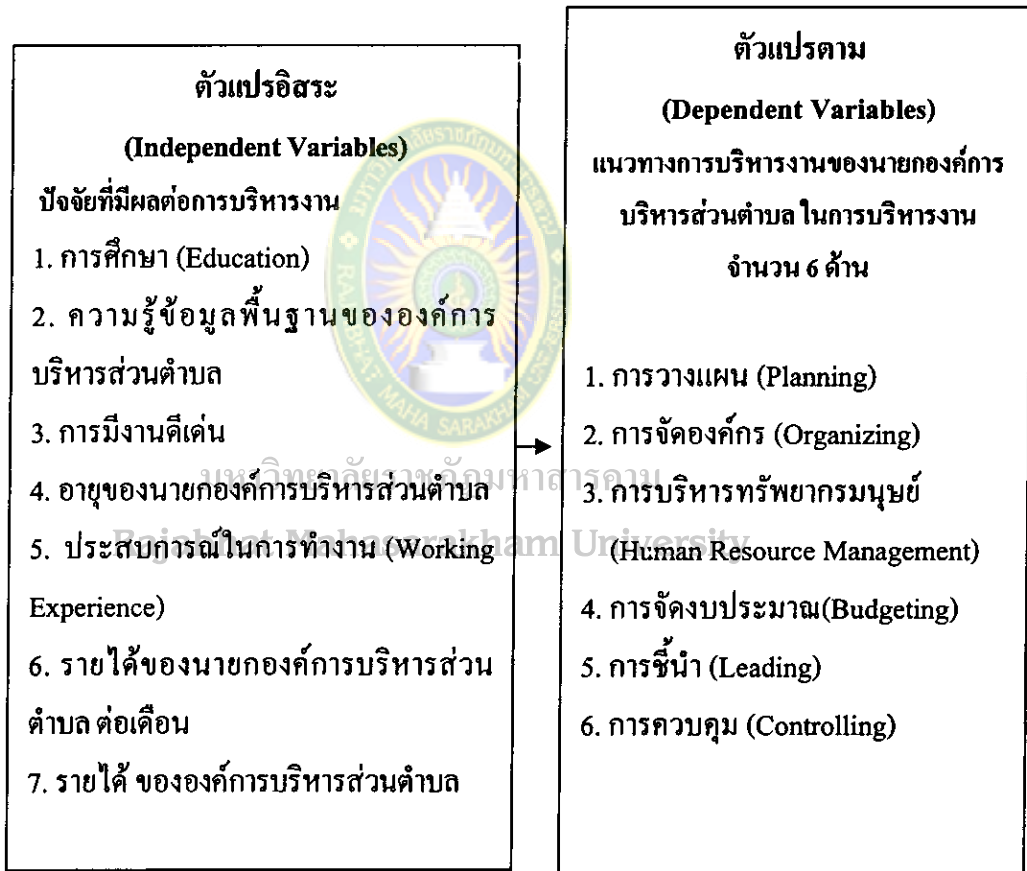 ตัวแปรอิสระ
(Independent Variables)
ปัจจัยที่มีผลต่อการบริหารงาน
1. การศึกษา (Education)
2. ความรู้ข้อมูลพื้นฐานขององค์การ
บริหารส่วนตำบล
3. การมีงานดีเด่น
4. อายุของนายกองค์การบริหารส่วนตำบล
5. ประสบการณ์ในการทำงาน (Working
Experience)
6. รายได้ของนายกองค์การบริหารส่วน
ตำบล ต่อเดือน
7. รายได้ ขององค์การบริหารส่วนตำบล
ตัวแปรตาม
(Dependent Variables)
แนวทางการบริหารงานของนายกองค์การ
บริหารส่วนตำบล ในการบริหารงาน
จำนวน 6 ด้าน
1. การวางแผน (Planning)
2. การจัดองค์กร (Organizing)
3. การบริหารทรัพยากรมนุษย์
(Human Resource Management)
4. การจัดงบประมาณ(Budgeting)
5. การชี้นำ (Leading)
6. การควบคุม (Controlling)
มหาวิทยาลัยราชภัฏมหาสารคาม
Rajabhat Mahasarakham University
RAJABHAT MAHA SARAKHAM UNIVERSITY